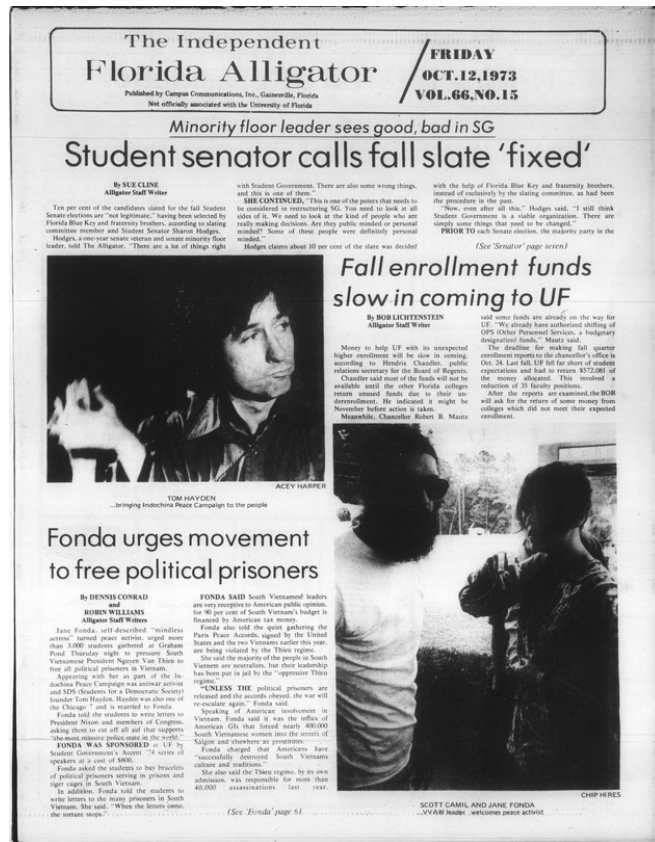 The Independent
Florida Alligator
Published by Campus Communications, Inc., Gainesville, Florida
Not officially associated with the University of Florida
FRIDAY
OCT.12,1973
VOL.66,NO.15
Minority floor leader sees good, bad in SG
Student senator calls fall slate 'fixed'
By SUE CLINE
Alligator Staff Writer
Ten per cent of the candidates slated for the fall Student
Senate elections are "not legitimate," having been selected by
Florida Blue Key and fraternity brothers, according to slating
committee member and Student Senator Sharon Hodges.
Hodges, a one-year senate veteran and senate minority floor
leader, told The Alligator, "There are a lot of things right
with Student Government. There are also some wrong things,
and this is one of them."
SHE CONTINUED, "This is one of the points that needs to
be considered in restructuring SG. You need to look at all
sides of it. We need to look at the kind of people who are
really making decisions. Are they public minded or personal
minded? Some of these people were definitely personal
minded."
Hodges claims about 10 per cent of the slate was decided
with the help of Florida Blue Key and fraternity brothers,
instead of exclusively by the slating committee, as had been
the procedure in the past.
"Now, even after all this," Hodges said, "I still think
Student Government is a viable organization. There are
simply some things that need to be changed."
PRIOR TO each Senate election, the majority party in the
(See 'Senator' page seven)
Fall enrollment funds
slow in coming to UF
By BOB LICHTENSTEIN
Alligator Staff Writer
Money to help UF with its unexpected
higher enrollment will be slow in coming,
according to Hendrix Chandler, public
relations secretary for the Board of Regents.
Chandler said most of the funds will not be
available until the other Florida colleges
return unused funds due to their un-
derenrollment. He indicated it might be
November before action is taken.
Meanwhile, Chancellor Robert B. Mautz
said some funds are already on the way for
UF. "We already have authorized shifting of
OPS (Other Personnel Services, a budgetary
designation) funds," Mautz said.
The deadline for making fall quarter
enrollment reports to the chancellor's office is
Oct. 24. Last fall, UF fell far short of student
expectations and had to return $572,081 of
the money allocated. This involved a
reduction of 35 faculty positions.
After the reports are examined, the BOR
will ask for the return of some money from
colleges which did not meet their expected
enrollment.
ACEY HARPER
TOM HAYDEN
...bringing Indochina Peace Campaign to the people
Fonda urges movement
to free political prisoners
By DENNIS CONRAD
and
ROBIN WILLIAMS
Alligator Staff Writers
Jane Fonda, self-described "mindless
actress" turned peace activist, urged more
than 3,000 students gathered at Graham
Pond Thursday night to pressure South
Vietnamese President Nguyen Van Thieu to
free all political prisoners in Vietnam.
Appearing with her as part of the In-
dochina Peace Campaign was antiwar activist
and SDS (Students for a Democratic Society)
founder Tom Hayden. Hayden was also one of
the Chicago 7 and is married to Fonda.
Fonda told the students to write letters to
President Nixon and members of Congress,
asking them to cut off all aid that supports
"the most massive police state in the world."
FONDA WAS SPONSORED at UF by
Student Government's Accent '74 series of
speakers at a cost of $800.
Fonda asked the students to buy bracelets
of political prisoners serving in prisons and
tiger cages in South Vietnam.
In addition, Fonda told the students to
write letters to the many prisoners in South
Vietnam. She said, "When the letters come,
the torture stops."
FONDA SAID South Vietnamese leaders
are very receptive to American public opinion,
for 90 per cent of South Vietnam's budget is
financed by American tax money.
Fonda also told the quiet gathering the
Paris Peace Accords, signed by the United
States and the two Vietnams earlier this year,
are being violated by the Thieu regime.
She said the majority of the people in South
Vietnam are neutralists, but their leadership
has been put in jail by the "oppressive Thieu
regime."
"UNLESS THE political prisoners are
released and the accords obeyed, the war will
re-escalate again," Fonda said.
Speaking of American involvement in
Vietnam, Fonda said it was the influx of
American GIs that forced nearly 400,000
South Vietnamese women into the streets of
Saigon and elsewhere as prostitutes.
Fonda charged that Americans have
"successfully destroyed South Vietnams
culture and traditions."
She also said the Thieu regime, by its own
admission, was responsible for more than
40,000 assassinations last year.
(See 'Fonda' page 6)
CHIP HIRES
SCOTT CAMIL AND JANE FONDA
...VVAW leader welcomes peace activist